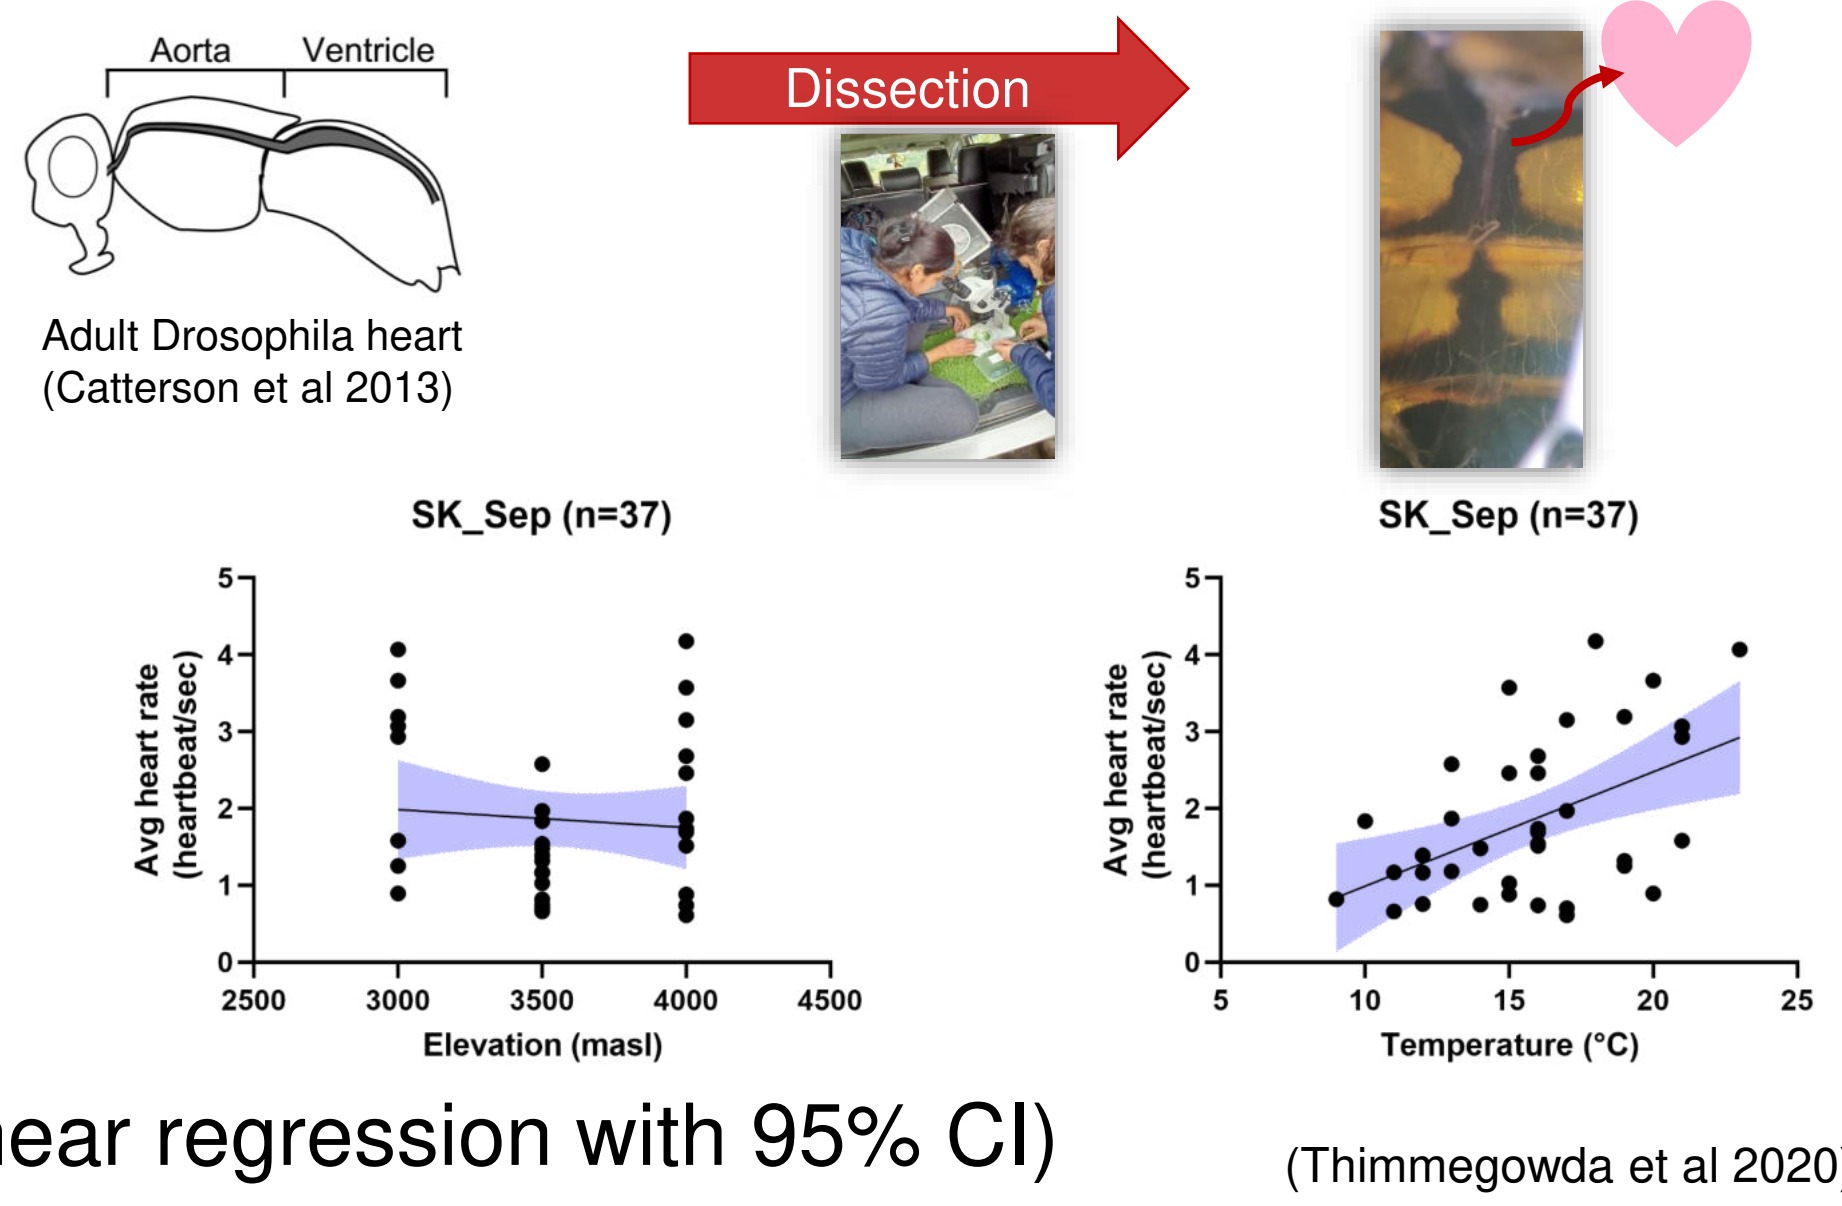 Aorta Ventricle
Dissection
Adult Drosophila heart
(Catterson et al 2013)
SK_Sep (n=37)
5
4
3
2
1
0
2500 3000 3500 4000 4500
Avg heart rate
(heartbeat/sec)
Elevation (masl)
SK_Sep (n=37)
5
4
3
2
1
0
5 10 15 20 25
Avg heart rate
(heartbeat/sec)
Temperature (°C)
near regression with 95% CI)
(Thimmegowda et al 2020)